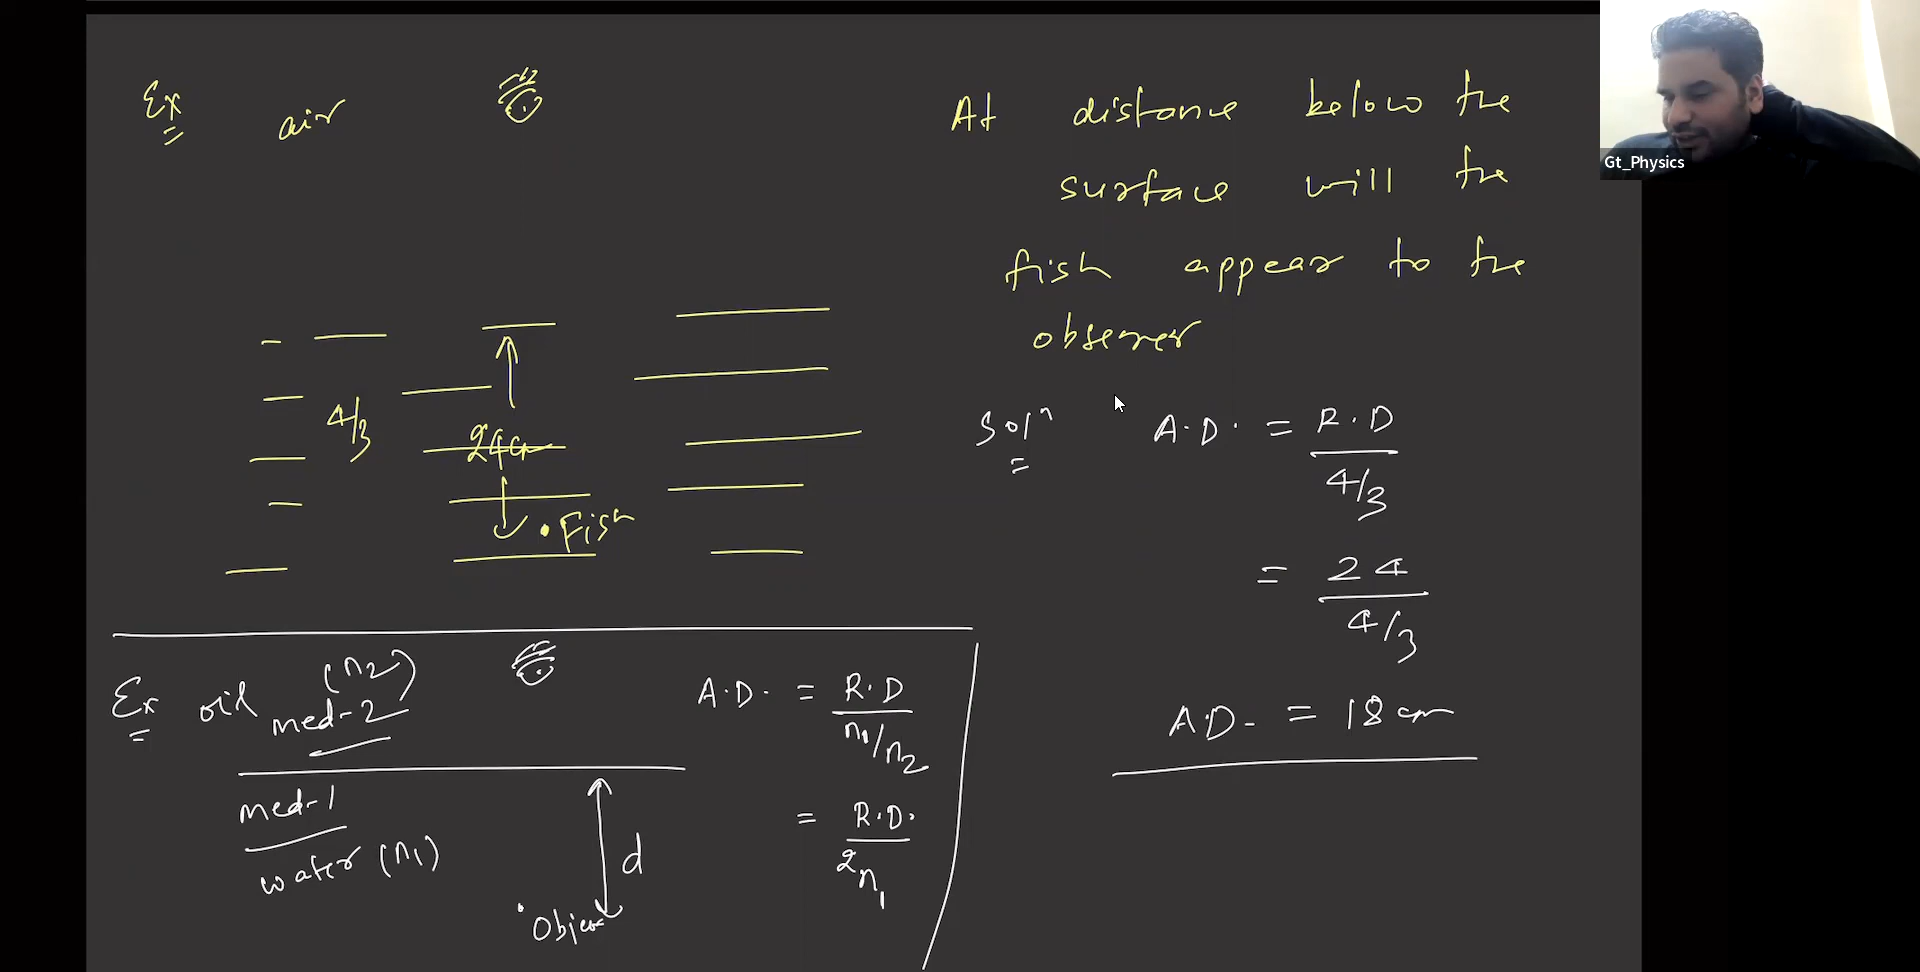 Ex air
At distance below the
surface will the
fish appear to the
observer
4/3
24cm
• Fish
Solⁿ A.D. = R.D / 4/3
= 24 / 4/3
A.D. = 18 cm
Ex oil (n2)
med-2
med-1
water (n1)
d
Object
A.D. = R.D / n1/n2
= R.D. / 2n1
Gt_Physics